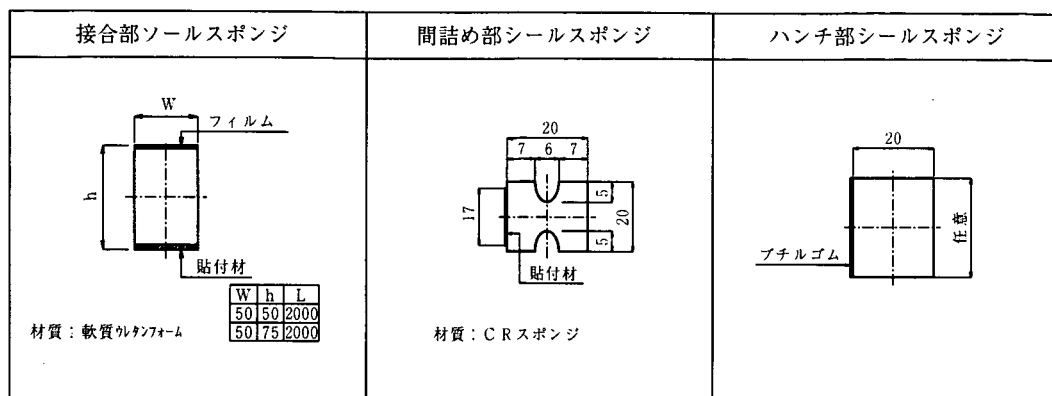 接合部ソールスポンジ
W
フィルム
h
貼付材
W h L
50 50 2000
50 75 2000
材質：軟質ウレタンフォーム
間詰め部シールスポンジ
20
7 6 7
17
5
20
5
貼付材
材質：ＣＲスポンジ
ハンチ部シールスポンジ
20
任意
ブチルゴム